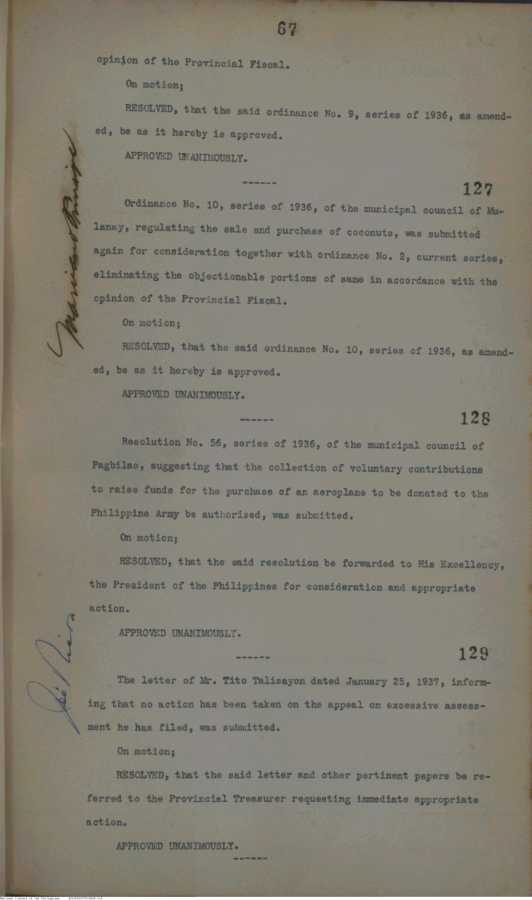 67
opinion of the Provincial Fiscal.
On motion;
RESOLVED, that the said ordinance No. 9, series of 1936, as amend-
ed, be as it hereby is approved.
APPROVED UNANIMOUSLY.
------
127
Ordinance No. 10, series of 1936, of the municipal council of Mu-
lanay, regulating the sale and purchase of coconuts, was submitted
again for consideration together with ordinance No. 2, current series,
eliminating the objectionable portions of same in accordance with the
opinion of the Provincial Fiscal.
On motion;
RESOLVED, that the said ordinance No. 10, series of 1936, as amend-
ed, be as it hereby is approved.
APPROVED UNANIMOUSLY.
------
128
Resolution No. 56, series of 1936, of the municipal council of
Pagbilao, suggesting that the collection of voluntary contributions
to raise funds for the purchase of an aeroplane to be donated to the
Philippine Army be authorized, was submitted.
On motion;
RESOLVED, that the said resolution be forwarded to His Excellency,
the President of the Philippines for consideration and appropriate
action.
APPROVED UNANIMOUSLY.
------
129
The letter of Mr. Tito Talisayon dated January 25, 1937, inform-
ing that no action has been taken on the appeal on excessive assess-
ment he has filed, was submitted.
On motion;
RESOLVED, that the said letter and other pertinent papers be re-
ferred to the Provincial Treasurer requesting immediate appropriate
action.
APPROVED UNANIMOUSLY.
------
National Library of the Philippines